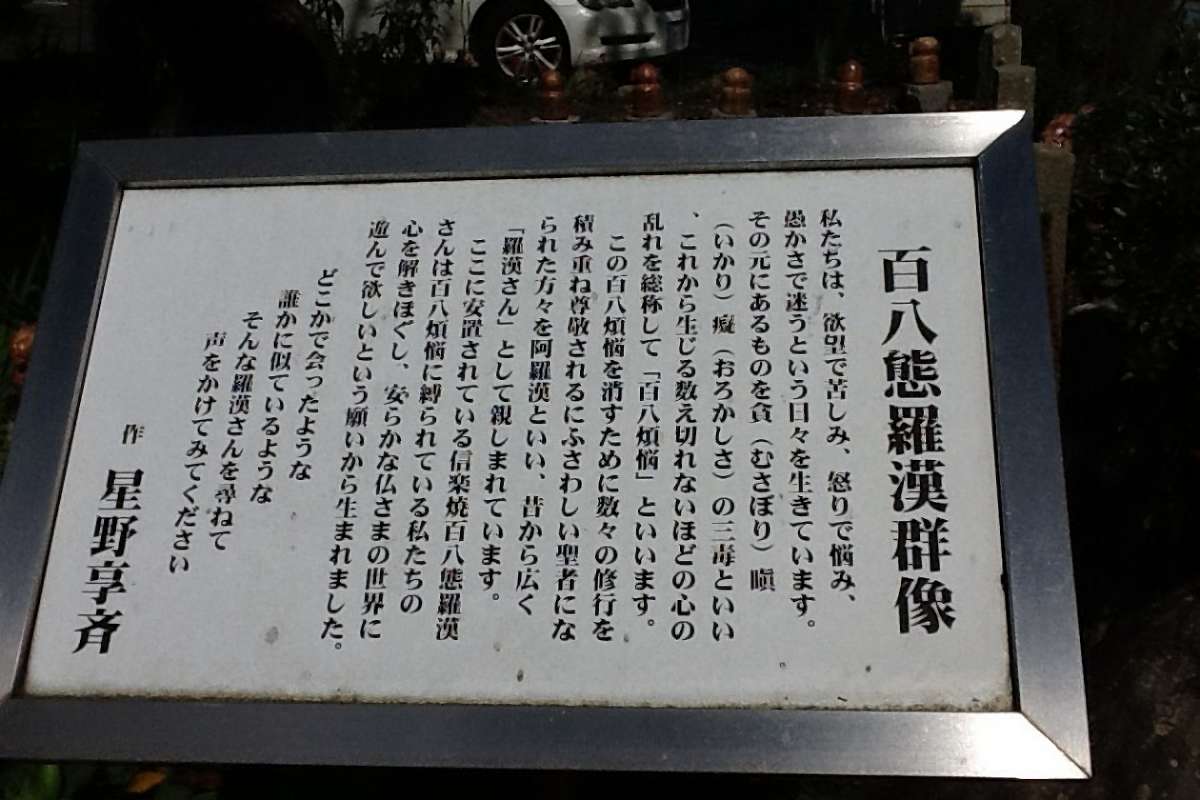 百八態羅漢群像
私たちは、欲望で苦しみ、怒りで悩み、
愚かさで迷うという日々を生きています。
その元にあるものを貪（むさぼり）瞋
（いかり）癡（おろかしさ）の三毒といい
、これから生じる数え切れないほどの心の
乱れを総称して「百八煩悩」といいます。
この百八煩悩を消すために数々の修行を
積み重ね尊敬されるにふさわしい聖者にな
られた方々を阿羅漢といい、昔から広く
「羅漢さん」として親しまれています。
ここに安置されている信楽焼百八態羅漢
さんは百八煩悩に縛られている私たちの
心を解きほぐし、安らかな仏さまの世界に
遊んで欲しいという願いから生まれました。
どこかで会ったような
誰かに似ているような
そんな羅漢さんを尋ねて
声をかけてみてください
作 星野享斉